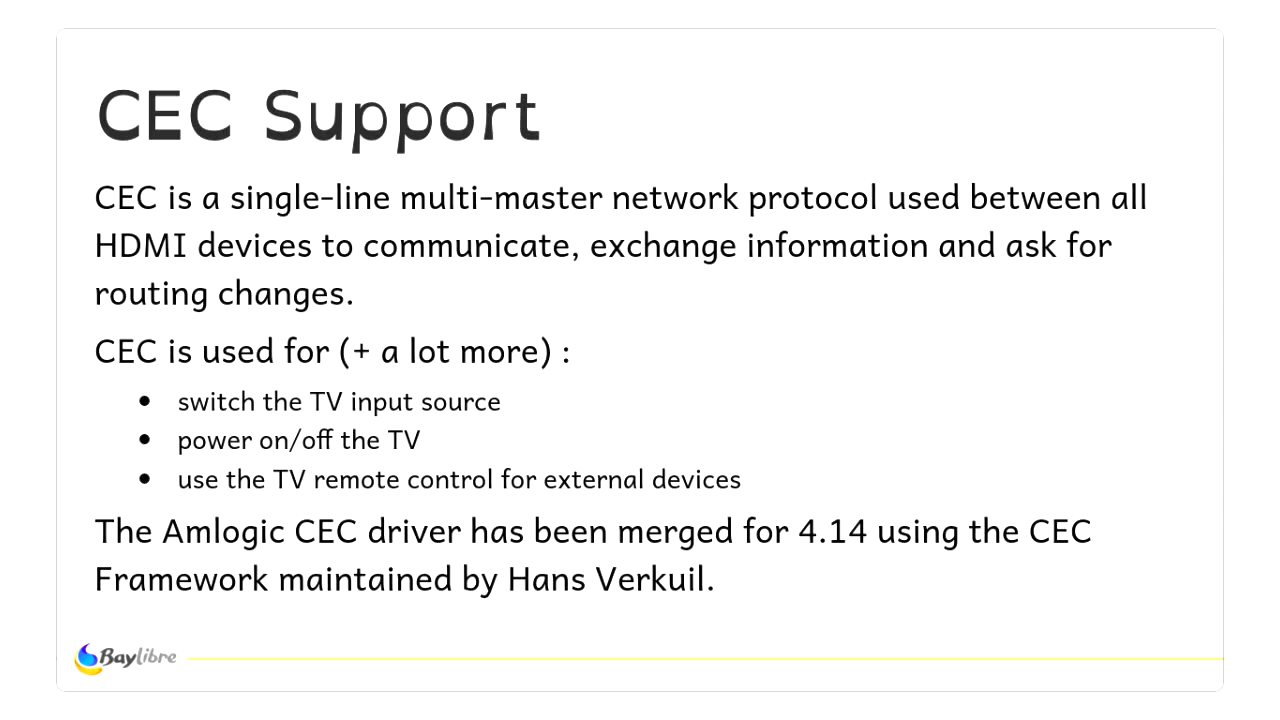 CEC Support
CEC is a single-line multi-master network protocol used between all
HDMI devices to communicate, exchange information and ask for
routing changes.
CEC is used for (+ a lot more) :
• switch the TV input source
• power on/off the TV
• use the TV remote control for external devices
The Amlogic CEC driver has been merged for 4.14 using the CEC
Framework maintained by Hans Verkuil.
Baylibre